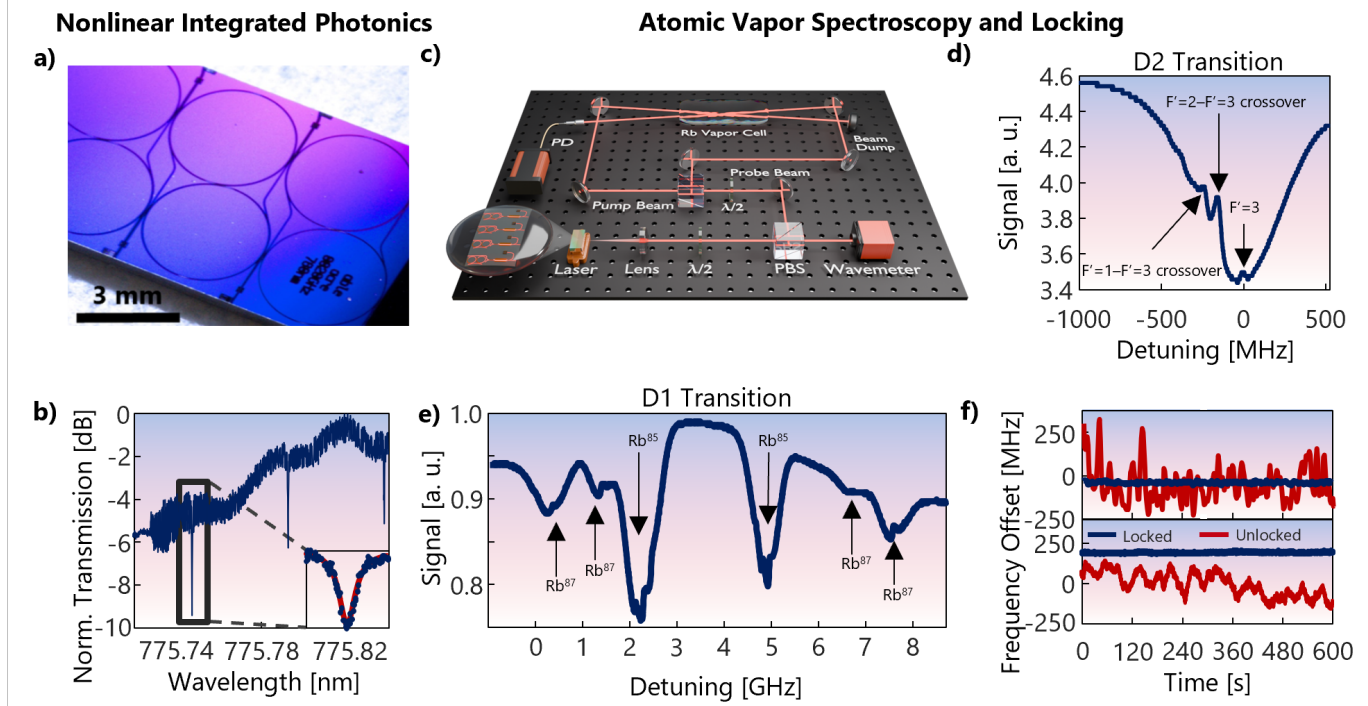 Nonlinear Integrated Photonics
Atomic Vapor Spectroscopy and Locking
a)
3 mm
c)
PD
Rb Vapor Cell
Beam
Dump
Probe Beam
Pump Beam
λ/2
Laser
Lens
λ/2
PBS
Wavemeter
d)
D2 Transition
Signal [a. u.]
4.6
4.2
4.0
3.8
3.6
3.4
F'=2–F'=3 crossover
F'=3
F'=1–F'=3 crossover
-1000
-500
0
500
Detuning [MHz]
b)
Norm. Transmission [dB]
0
-2
-4
-6
-8
-10
775.74
775.78
775.82
Wavelength [nm]
e)
D1 Transition
Signal [a. u.]
1.0
0.9
0.8
Rb87
Rb87
Rb85
Rb85
Rb87
Rb87
0
1
2
3
4
5
6
7
8
Detuning [GHz]
f)
Frequency Offset [MHz]
250
0
-250
250
0
-250
Locked
Unlocked
0
120
240
360
480
600
Time [s]